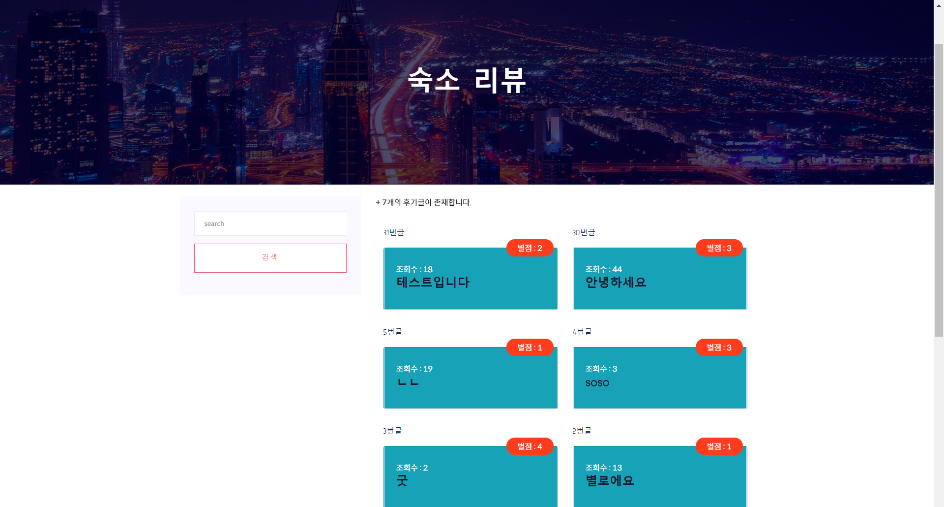 숙소 리뷰
search
검색
+ 7개의 후기글이 존재합니다.
31번글
별점 : 2
조회수 : 18
테스트입니다
30번글
별점 : 3
조회수 : 44
안녕하세요
5번글
별점 : 1
조회수 : 19
ㄴㄴ
4번글
별점 : 3
조회수 : 3
soso
3번글
별점 : 4
조회수 : 2
굿
2번글
별점 : 1
조회수 : 13
별로에요